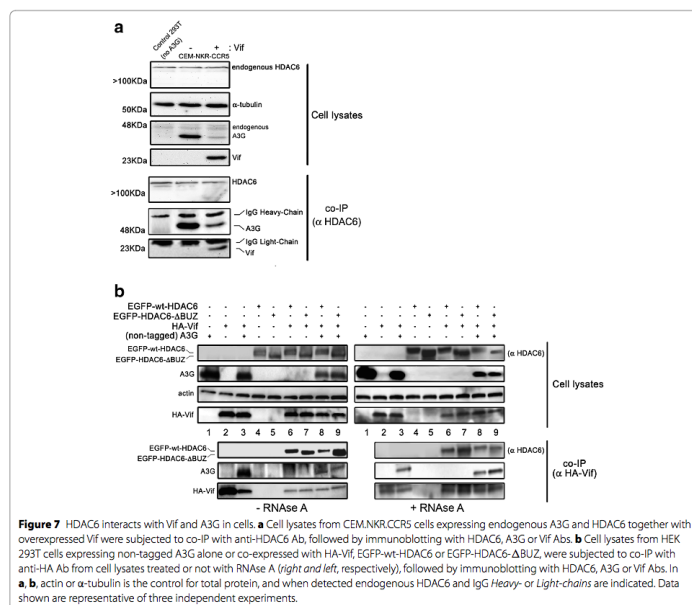 a
Control 293T
(no A3G)
- + : Vif
CEM-NKR-CCR5
endogenous HDAC6
>100KDa
α-tubulin
50KDa
48KDa
endogenous
A3G
Vif
23KDa
Cell lysates
HDAC6
>100KDa
IgG Heavy-Chain
A3G
48KDa
IgG Light-Chain
23KDa
Vif
co-IP
(α HDAC6)
b
EGFP-wt-HDAC6
EGFP-HDAC6-ΔBUZ
HA-Vif
(non-tagged) A3G
EGFP-wt-HDAC6
EGFP-HDAC6-ΔBUZ
(α HDAC6)
A3G
actin
HA-Vif
Cell lysates
1 2 3 4 5 6 7 8 9 1 2 3 4 5 6 7 8 9
EGFP-wt-HDAC6
EGFP-HDAC6-ΔBUZ
(α HDAC6)
A3G
HA-Vif
co-IP
(α HA-Vif)
- RNAse A + RNAse A
Figure 7 HDAC6 interacts with Vif and A3G in cells. a Cell lysates from CEM.NKR.CCR5 cells expressing endogenous A3G and HDAC6 together with
overexpressed Vif were subjected to co-IP with anti-HDAC6 Ab, followed by immunoblotting with HDAC6, A3G or Vif Abs. b Cell lysates from HEK
293T cells expressing non-tagged A3G alone or co-expressed with HA-Vif, EGFP-wt-HDAC6 or EGFP-HDAC6-ΔBUZ, were subjected to co-IP with
anti-HA Ab from cell lysates treated or not with RNAse A (right and left, respectively), followed by immunoblotting with HDAC6, A3G or Vif Abs. In
a, b, actin or α-tubulin is the control for total protein, and when detected endogenous HDAC6 and IgG Heavy- or Light-chains are indicated. Data
shown are representative of three independent experiments.